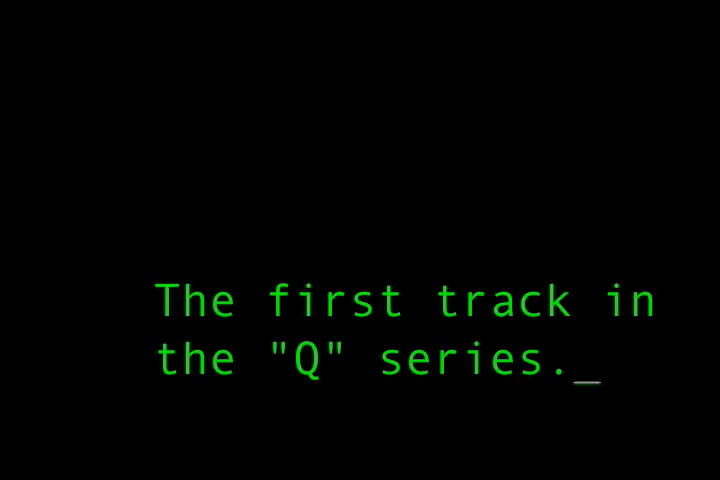 The first track in
the "Q" series._